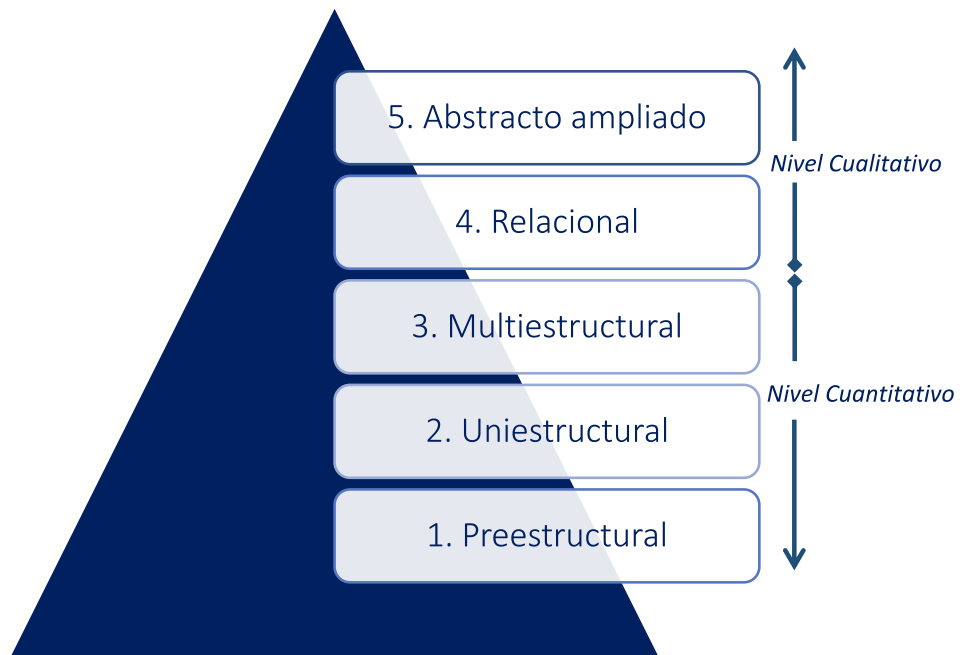 5. Abstracto ampliado
Nivel Cualitativo
4. Relacional
3. Multiestructural
Nivel Cuantitativo
2. Uniestructural
1. Preestructural